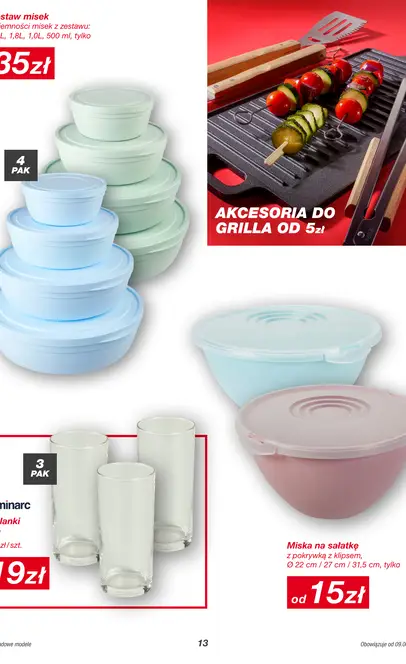 staw misek
jemności misek z zestawu:
L, 1,8L, 1,0L, 500 ml, tylko
35zł
4
PAK
AKCESORIA DO
GRILLA OD 5zł
3
PAK
minarc
lanki
zł/szt.
19zł
Miska na sałatkę
z pokrywką z klipsem,
Ø 22 cm / 27 cm / 31,5 cm, tylko
od 15zł
adowe modele
13
Obowiązuje od 09.0